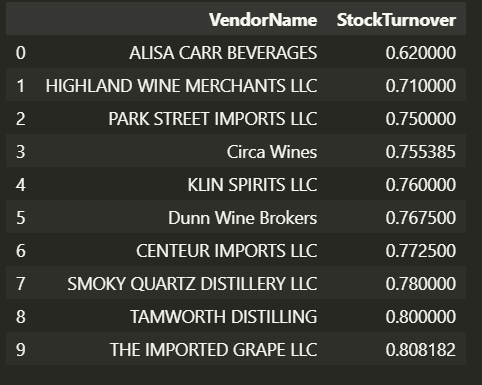 VendorName StockTurnover
0 ALISA CARR BEVERAGES 0.620000
1 HIGHLAND WINE MERCHANTS LLC 0.710000
2 PARK STREET IMPORTS LLC 0.750000
3 Circa Wines 0.755385
4 KLIN SPIRITS LLC 0.760000
5 Dunn Wine Brokers 0.767500
6 CENTEUR IMPORTS LLC 0.772500
7 SMOKY QUARTZ DISTILLERY LLC 0.780000
8 TAMWORTH DISTILLING 0.800000
9 THE IMPORTED GRAPE LLC 0.808182